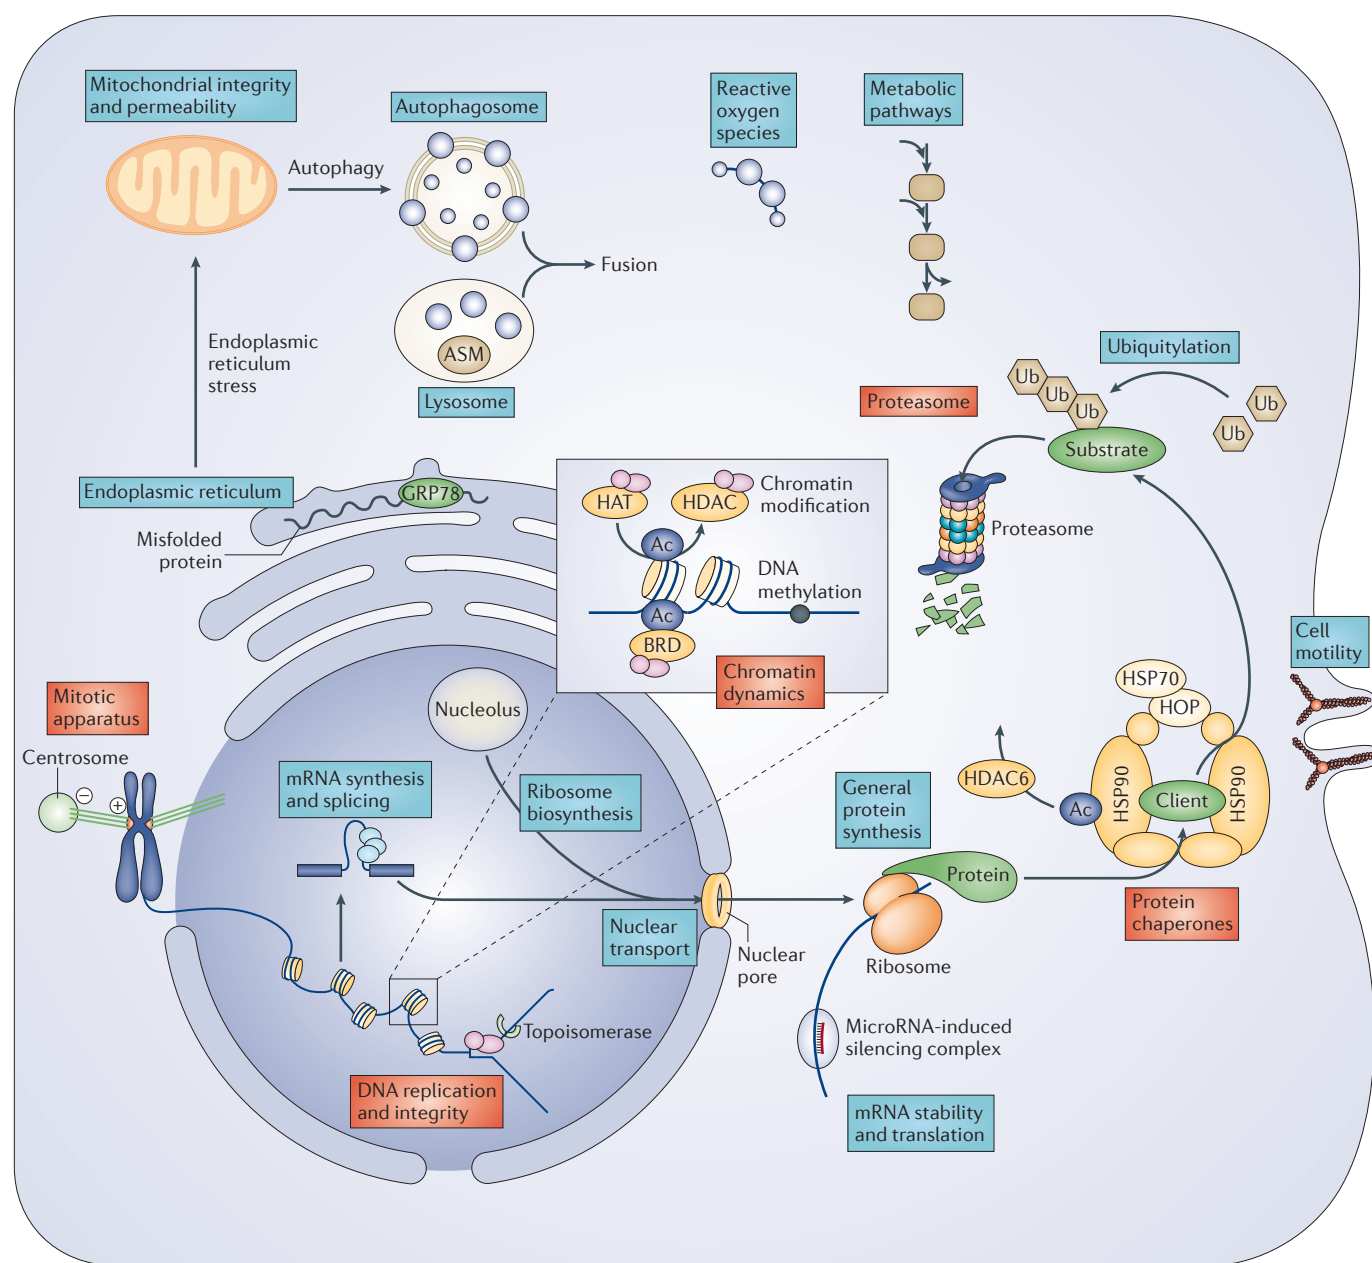 Mitochondrial integrity
and permeability
Autophagosome
Reactive
oxygen
species
Metabolic
pathways
Autophagy
Fusion
Endoplasmic
reticulum
stress
ASM
Lysosome
Ubiquitylation
Ub
Ub
Ub
Ub
Ub
Proteasome
Substrate
Endoplasmic reticulum
GRP78
Misfolded
protein
HAT
HDAC
Chromatin
modification
Ac
DNA
methylation
Ac
BRD
Chromatin
dynamics
Proteasome
Cell
motility
HSP70
HOP
HDAC6
Ac
HSP90
Client
HSP90
Protein
chaperones
Mitotic
apparatus
Centrosome
−
+
Nucleolus
mRNA synthesis
and splicing
Ribosome
biosynthesis
General
protein
synthesis
Protein
Nuclear
transport
Nuclear
pore
Ribosome
Topoisomerase
MicroRNA-induced
silencing complex
DNA replication
and integrity
mRNA stability
and translation